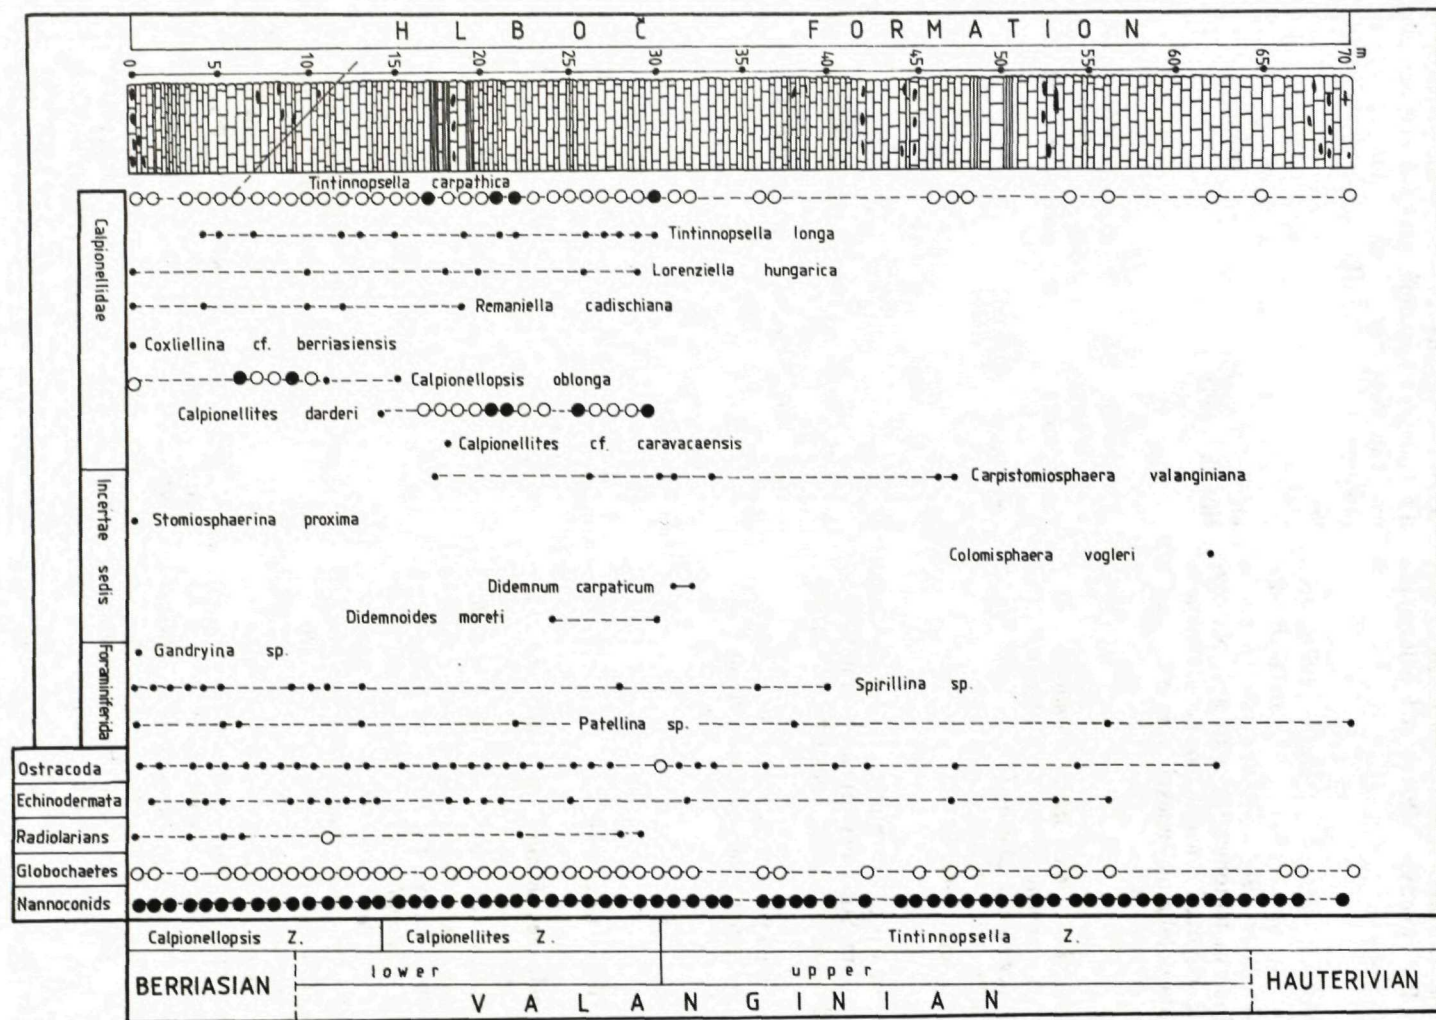 HLBOČ FORMATION
0 5 10 15 20 25 30 35 40 45 50 55 60 65 70 m
Calpionellidae
Tintinnopsella carpathica
Tintinnopsella longa
Lorenziella hungarica
Remaniella cadischiana
Coxliellina cf. berriasiensis
Calpionellopsis oblonga
Calpionellites darderi
Calpionellites cf. caravacaensis
Incertae sedis
Carpistomiosphaera valanginiana
Stomiosphaerina proxima
Colomisphaera vogleri
Didemnum carpaticum
Didemnoides moreti
Foraminiferida
Gandryina sp.
Spirillina sp.
Patellina sp.
Ostracoda
Echinodermata
Radiolarians
Globochaetes
Nannoconids
Calpionellopsis Z. Calpionellites Z. Tintinnopsella Z.
BERRIASIAN lower upper HAUTERIVIAN
VALANGINIAN